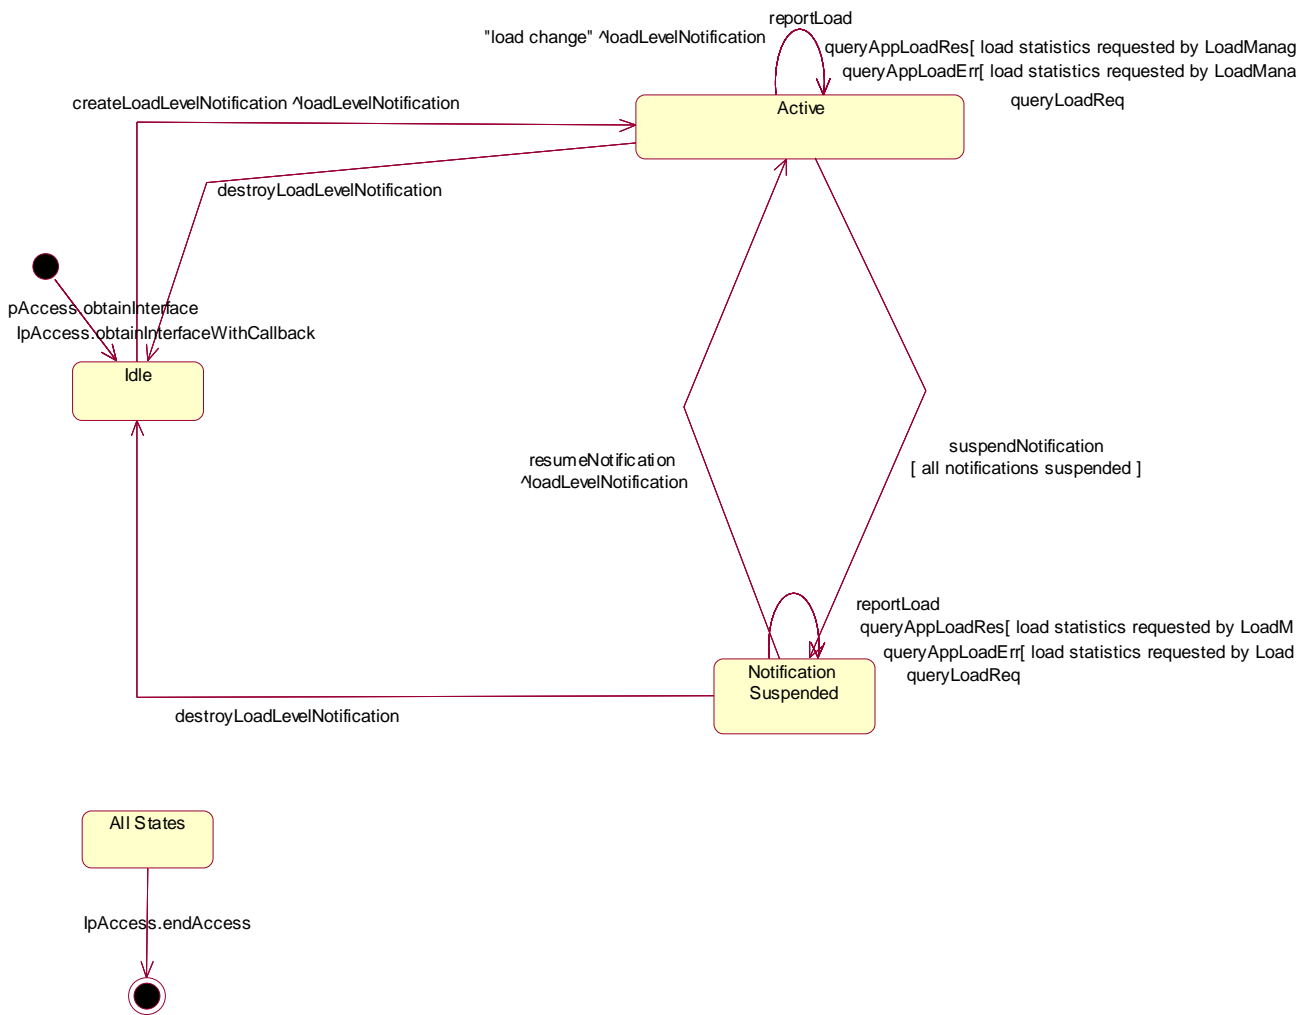 reportLoad
"load change" ^loadLevelNotification
queryAppLoadRes[ load statistics requested by LoadManag
queryAppLoadErr[ load statistics requested by LoadMana
queryLoadReq
Active
createLoadLevelNotification ^loadLevelNotification
destroyLoadLevelNotification
pAccess.obtainInterface
IpAccess.obtainInterfaceWithCallback
Idle
suspendNotification
[ all notifications suspended ]
resumeNotification
^loadLevelNotification
reportLoad
queryAppLoadRes[ load statistics requested by LoadM
queryAppLoadErr[ load statistics requested by Load
queryLoadReq
Notification
Suspended
destroyLoadLevelNotification
All States
IpAccess.endAccess